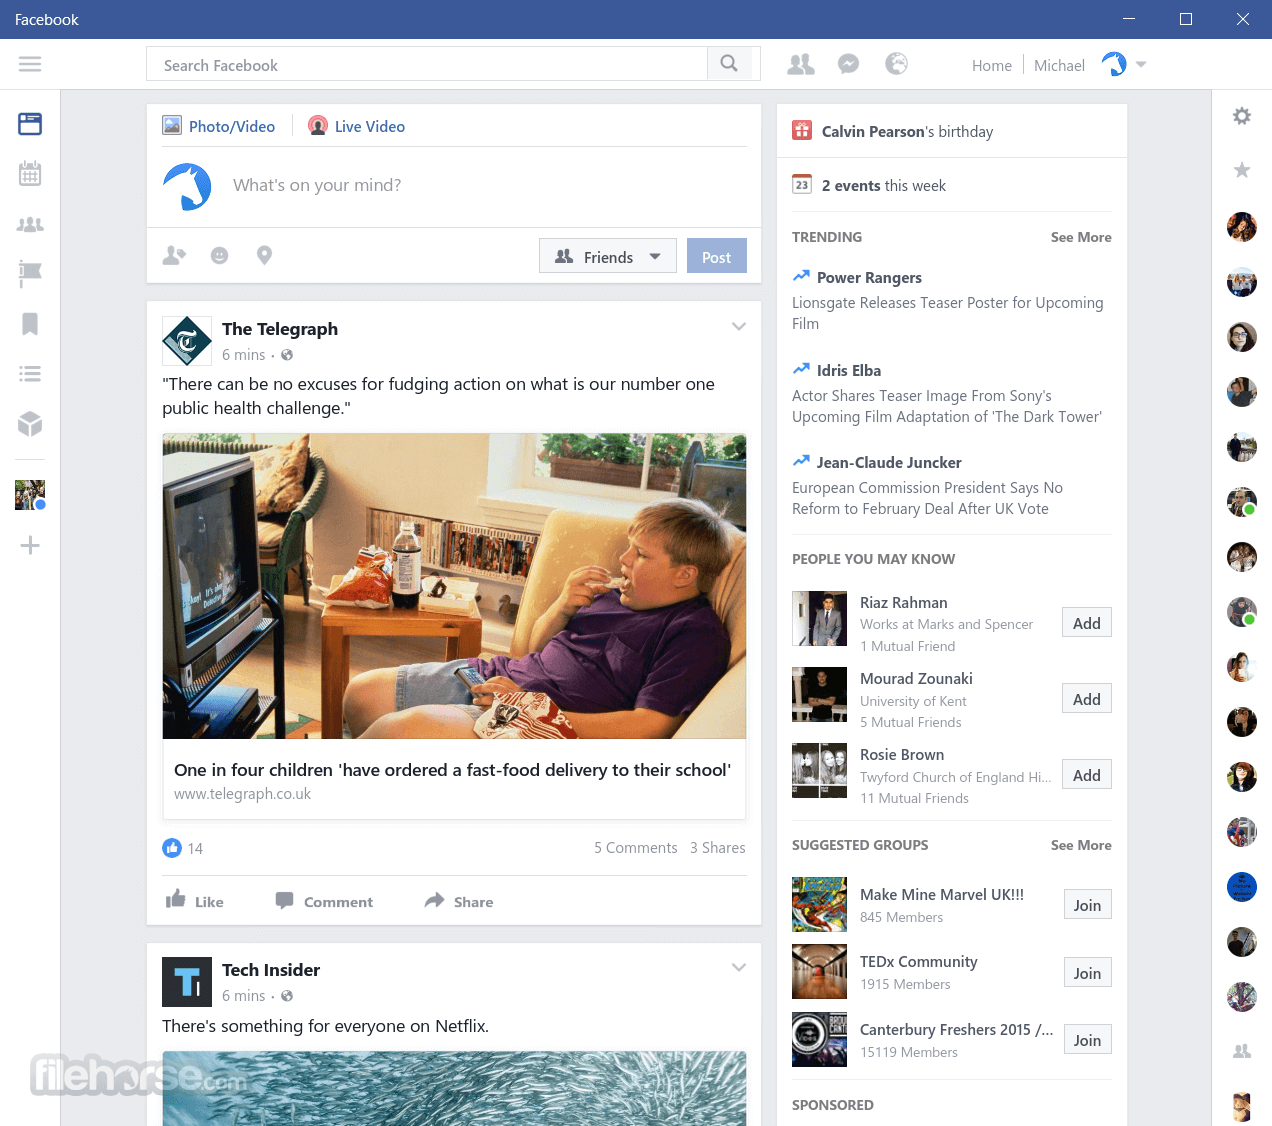 Facebook
Search Facebook
Home
Michael
Photo/Video
Live Video
What's on your mind?
Friends
Post
The Telegraph
6 mins ·
"There can be no excuses for fudging action on what is our number one
public health challenge."
One in four children 'have ordered a fast-food delivery to their school'
www.telegraph.co.uk
14
5 Comments 3 Shares
Like
Comment
Share
Tech Insider
6 mins ·
There's something for everyone on Netflix.
filehorse.com
Calvin Pearson's birthday
23
2 events this week
TRENDING
See More
Power Rangers
Lionsgate Releases Teaser Poster for Upcoming
Film
Idris Elba
Actor Shares Teaser Image From Sony's
Upcoming Film Adaptation of 'The Dark Tower'
Jean-Claude Juncker
European Commission President Says No
Reform to February Deal After UK Vote
PEOPLE YOU MAY KNOW
Riaz Rahman
Works at Marks and Spencer
1 Mutual Friend
Add
Mourad Zounaki
University of Kent
5 Mutual Friends
Add
Rosie Brown
Twyford Church of England Hi...
11 Mutual Friends
Add
SUGGESTED GROUPS
See More
Make Mine Marvel UK!!!
845 Members
Join
TEDx Community
1915 Members
Join
Canterbury Freshers 2015 /...
15119 Members
Join
SPONSORED